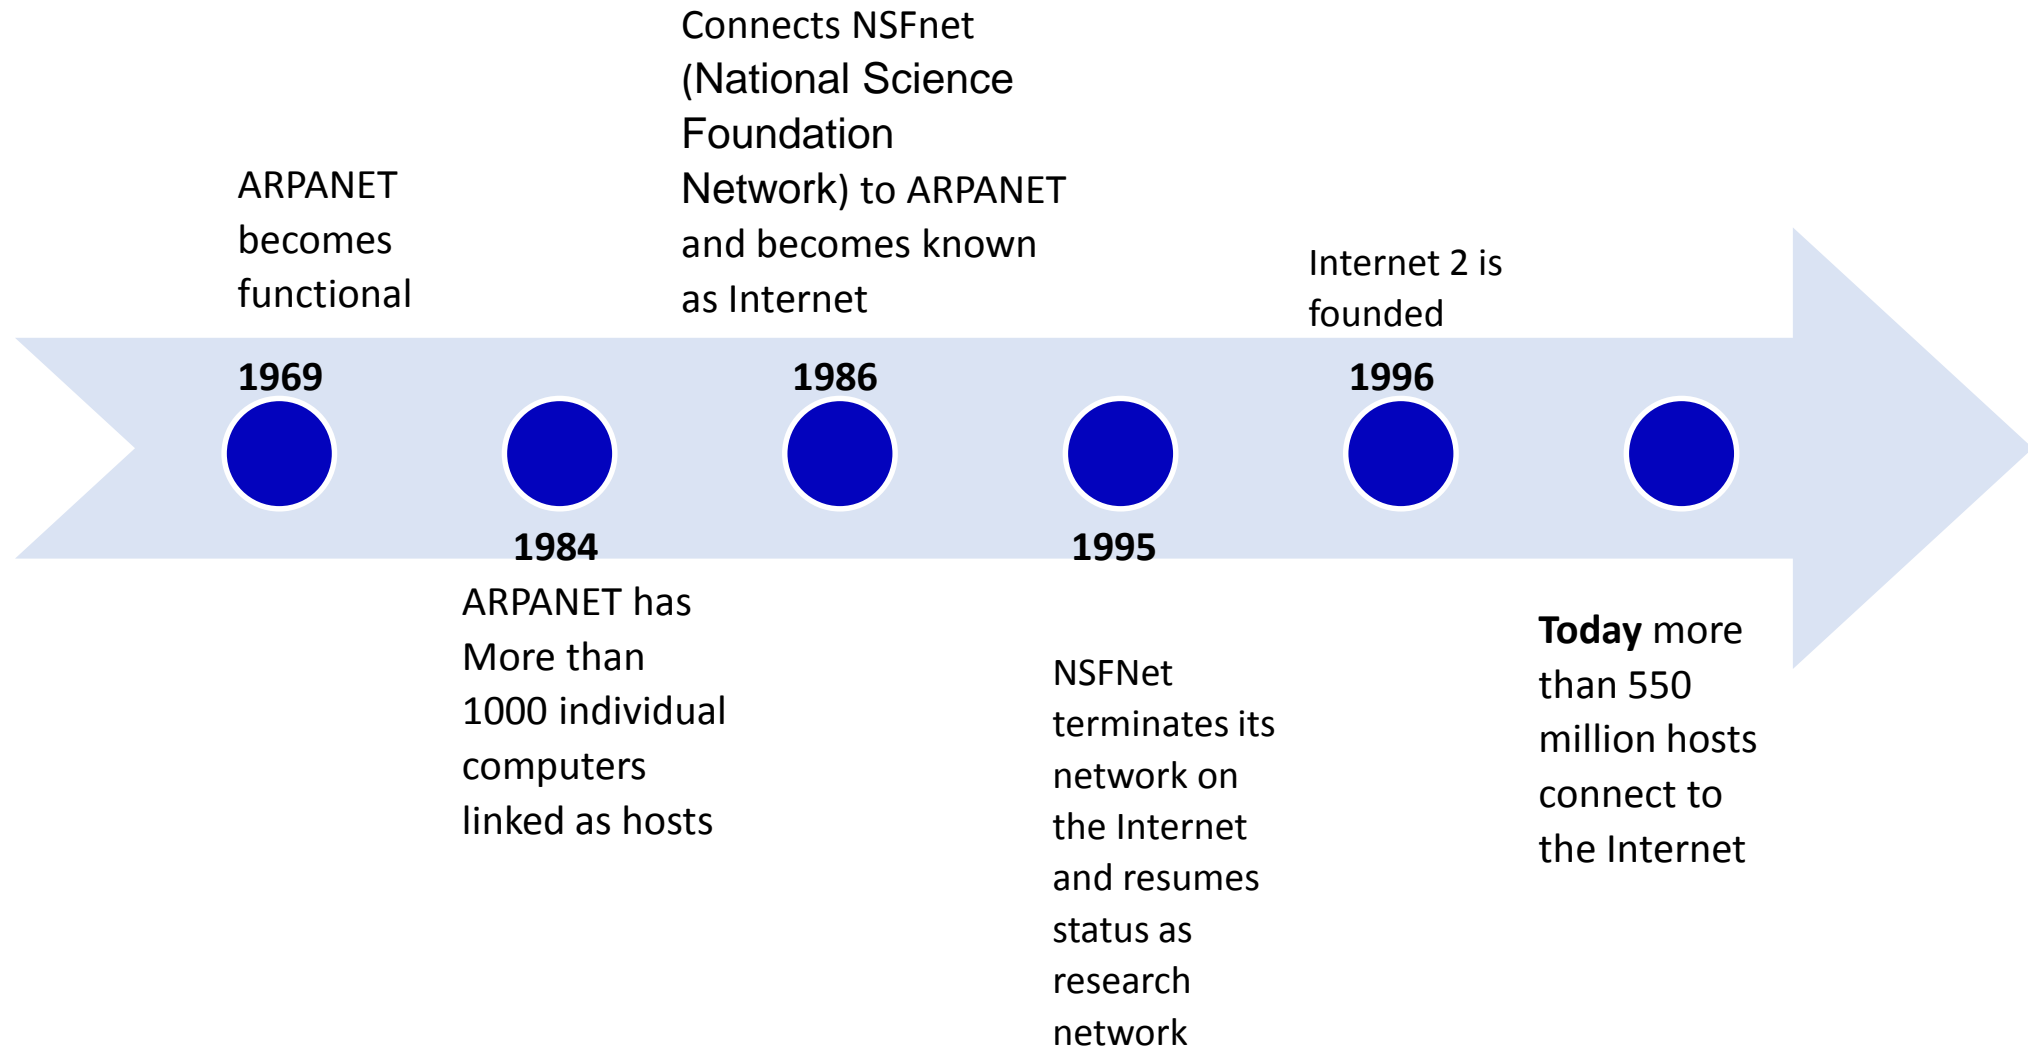 ARPANET
becomes
functional
1969
1984
ARPANET has
More than
1000 individual
computers
linked as hosts
Connects NSFnet
(National Science
Foundation
Network) to ARPANET
and becomes known
as Internet
1986
1995
NSFNet
terminates its
network on
the Internet
and resumes
status as
research
network
Internet 2 is
founded
1996
Today more
than 550
million hosts
connect to
the Internet